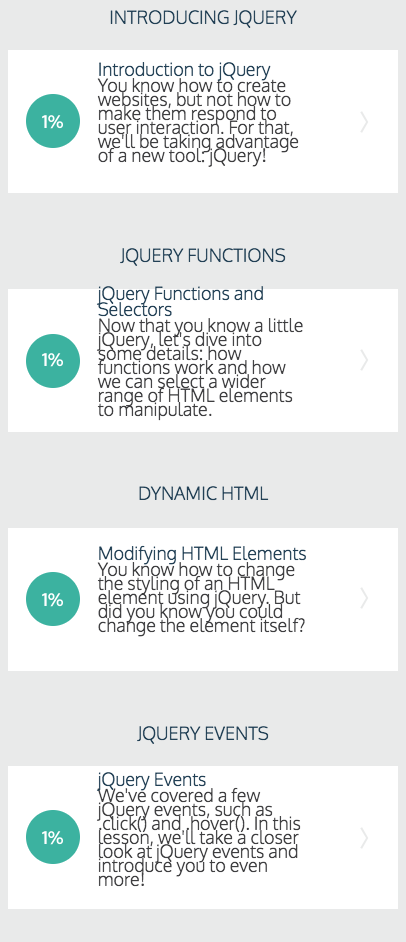 INTRODUCING JQUERY
Introduction to jQuery
You know how to create
websites, but not how to
make them respond to
user interaction. For that,
we'll be taking advantage
of a new tool: jQuery!
1%
JQUERY FUNCTIONS
jQuery Functions and
Selectors
Now that you know a little
jQuery, let's dive into
some details: how
functions work and how
we can select a wider
range of HTML elements
to manipulate.
1%
DYNAMIC HTML
Modifying HTML Elements
You know how to change
the styling of an HTML
element using jQuery. But
did you know you could
change the element itself?
1%
JQUERY EVENTS
jQuery Events
We've covered a few
jQuery events, such as
.click() and .hover(). In this
lesson, we'll take a closer
look at jQuery events and
introduce you to even
more!
1%